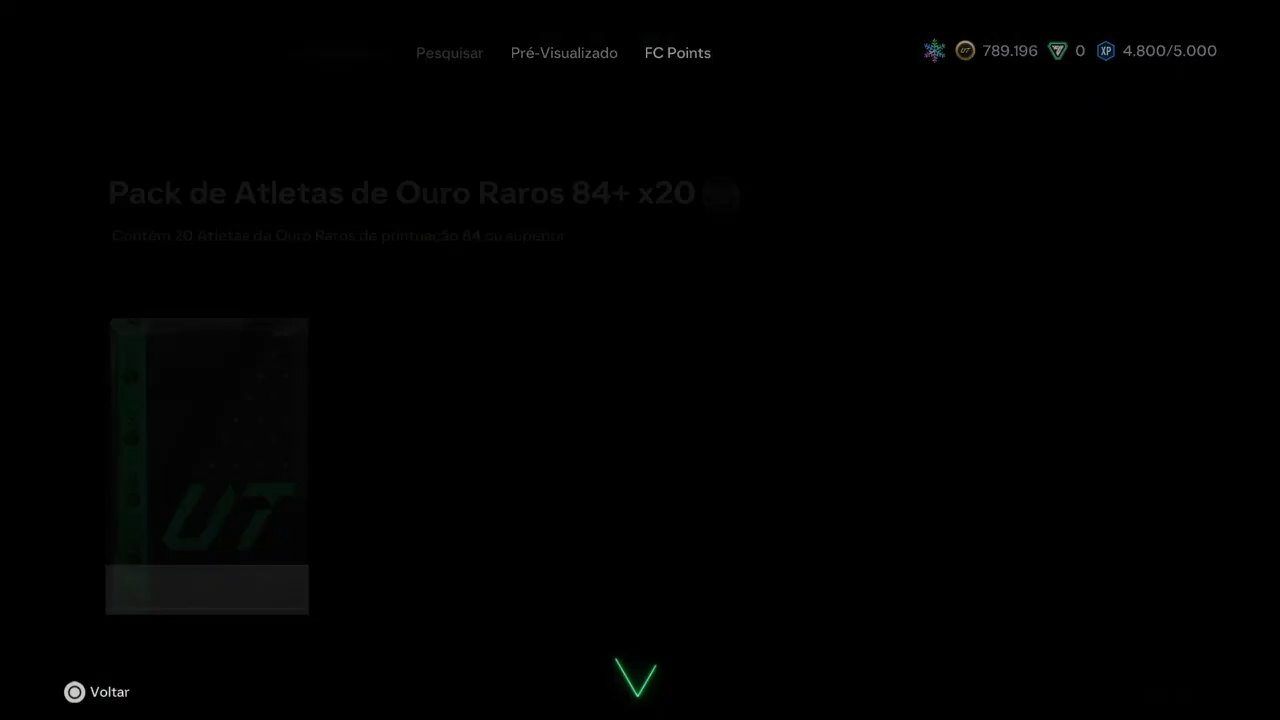 Pesquisar Pré-Visualizado FC Points 789.196 0 XP 4.800/5.000
Pack de Atletas de Ouro Raros 84+ x20
Contém 20 Atletas de Ouro Raros de pontuação 84 ou superior
UT
Voltar